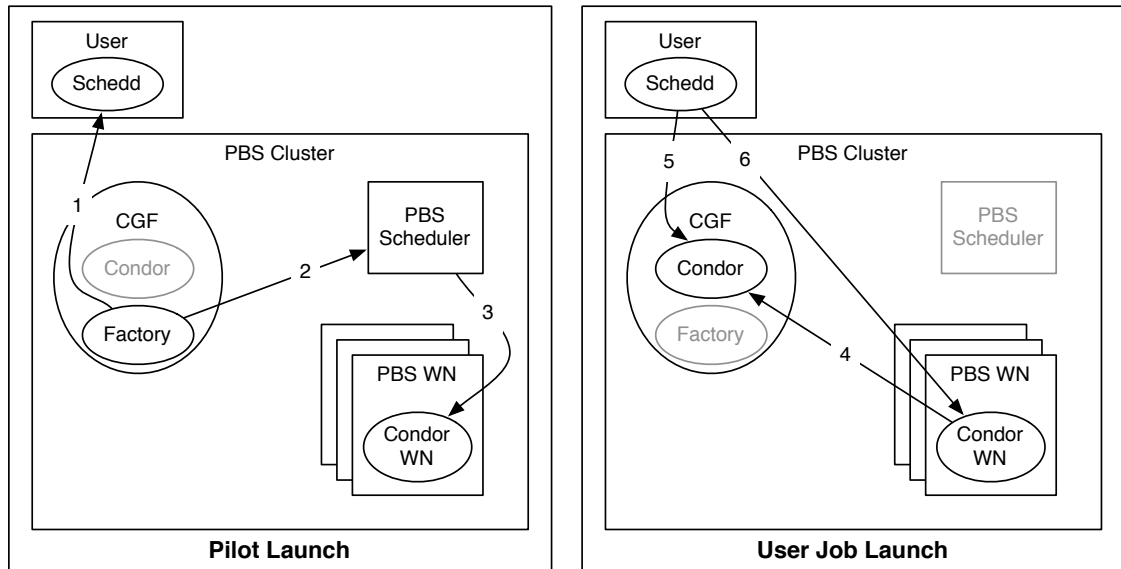 User
Schedd
PBS Cluster
1
CGF
Condor
Factory
2
PBS
Scheduler
3
PBS WN
Condor
WN
Pilot Launch
User
Schedd
5
6
PBS Cluster
CGF
Condor
Factory
PBS
Scheduler
4
PBS WN
Condor
WN
User Job Launch